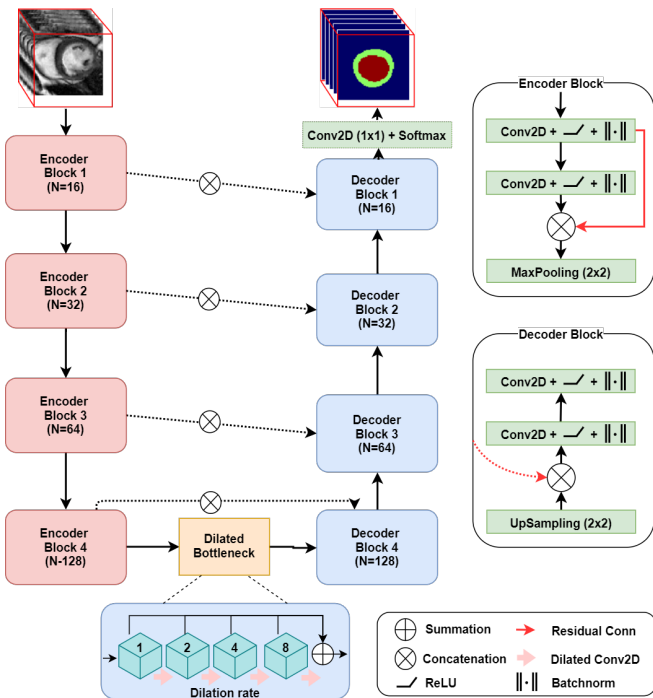 Encoder
Block 1
(N=16)
Encoder
Block 2
(N=32)
Encoder
Block 3
(N=64)
Encoder
Block 4
(N-128)
Dilated
Bottleneck
Conv2D (1x1) + Softmax
Decoder
Block 1
(N=16)
Decoder
Block 2
(N=32)
Decoder
Block 3
(N=64)
Decoder
Block 4
(N=128)
1
2
4
8
Dilation rate
Encoder Block
Conv2D + + ||·||
Conv2D + + ||·||
MaxPooling (2x2)
Decoder Block
Conv2D + + ||·||
Conv2D + + ||·||
UpSampling (2x2)
Summation
Residual Conn
Concatenation
Dilated Conv2D
ReLU
||·|| Batchnorm